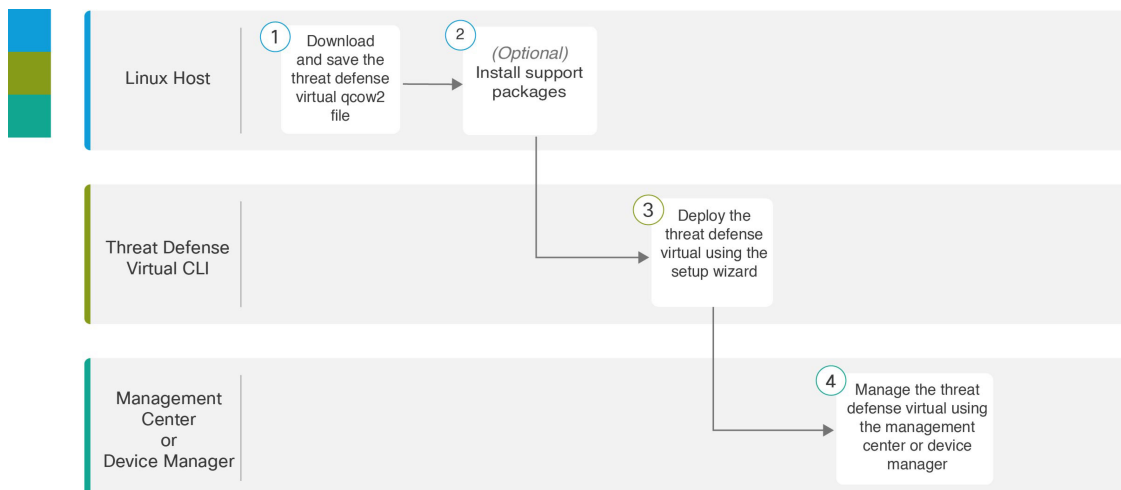 Linux Host
1
Download
and save the
threat defense
virtual qcow2
file
2
(Optional)
Install support
packages
Threat Defense
Virtual CLI
3
Deploy the
threat defense
virtual using the
setup wizard
Management
Center
or
Device Manager
4
Manage the threat
defense virtual using
the management
center or device
manager